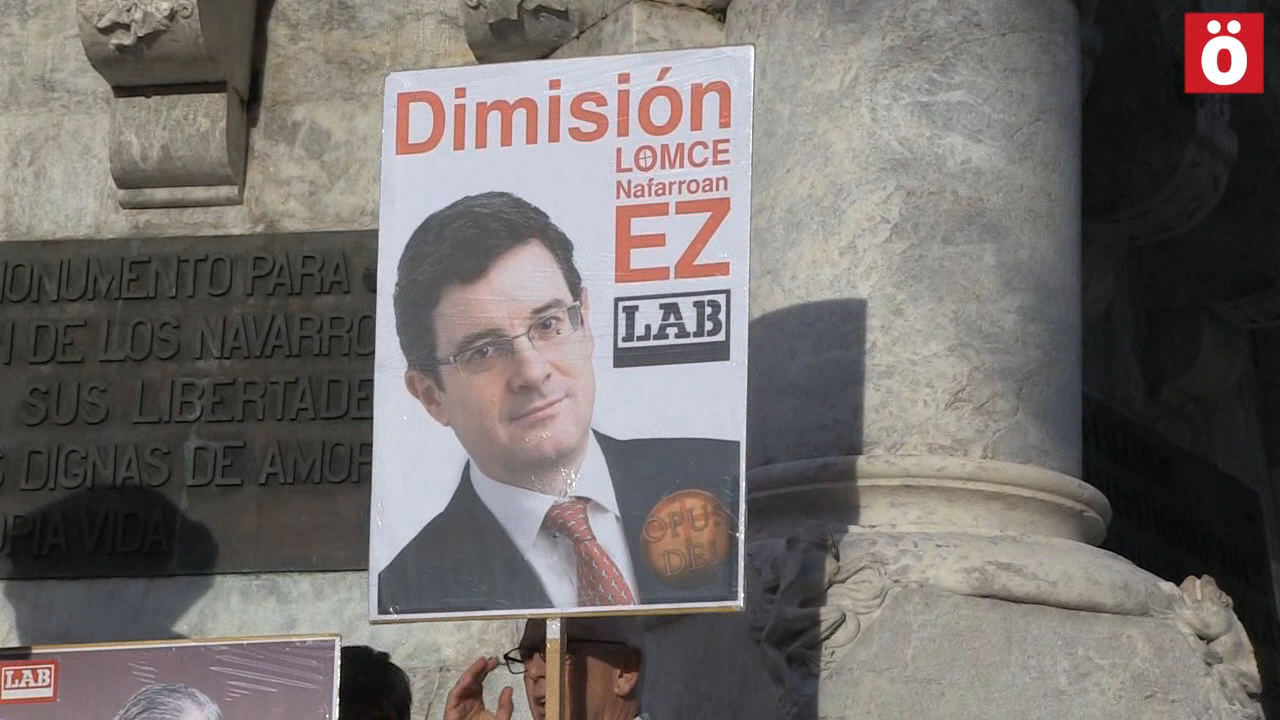 ö
Dimisión
LOMCE
Nafarroan
EZ
LAB
OPUS
DEI
MONUMENTO PARA
DE LOS NAVARRO
SUS LIBERTADE
DIGNAS DE AMOR
OPIA VIDA
LAB